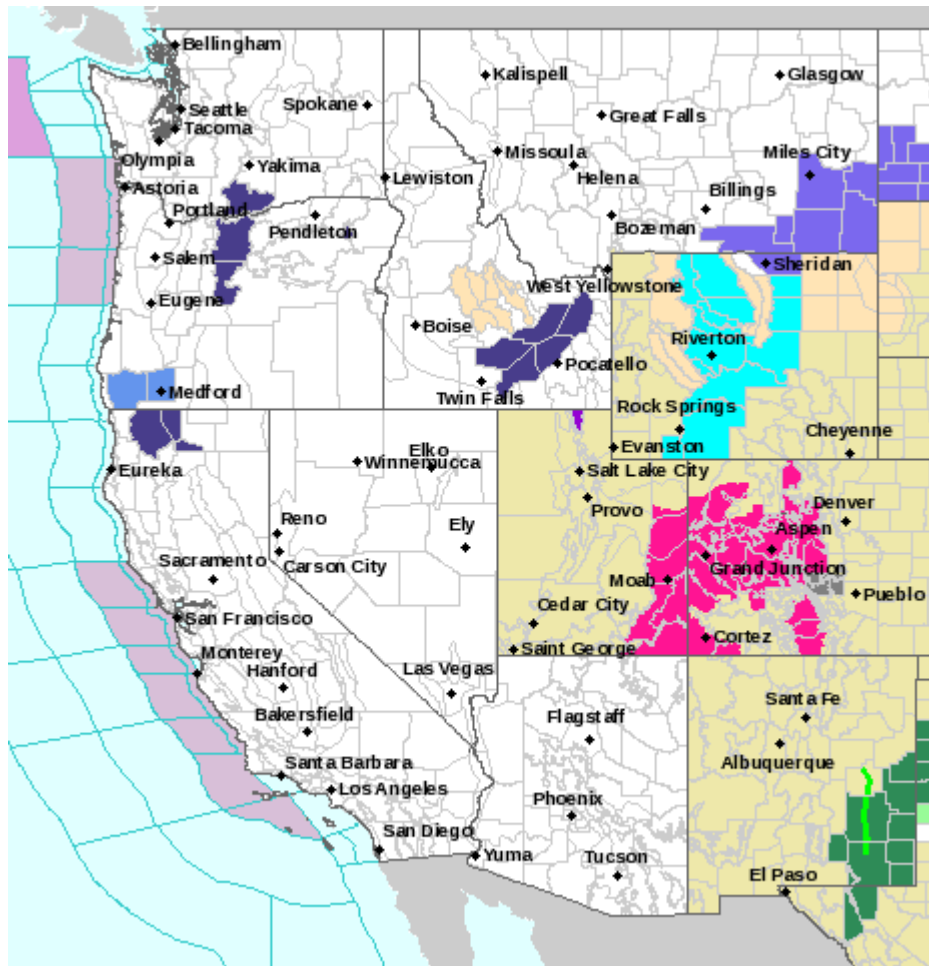 Bellingham
Kalispell
Glasgow
Spokane
Seattle
Great Falls
Tacoma
Olympia
Yakima
Missoula
Helena
Miles City
Astoria
Lewiston
Billings
Portland
Pendleton
Bozeman
Salem
Sheridan
West Yellowstone
Eugene
Boise
Riverton
Pocatello
Medford
Twin Falls
Rock Springs
Cheyenne
Evanston
Elko
Winnemucca
Eureka
Salt Lake City
Provo
Denver
Reno
Ely
Aspen
Sacramento
Carson City
Grand Junction
Moab
Pueblo
San Francisco
Cedar City
Cortez
Saint George
Monterey
Hanford
Las Vegas
Santa Fe
Bakersfield
Flagstaff
Albuquerque
Santa Barbara
Los Angeles
Phoenix
San Diego
Yuma
Tucson
El Paso